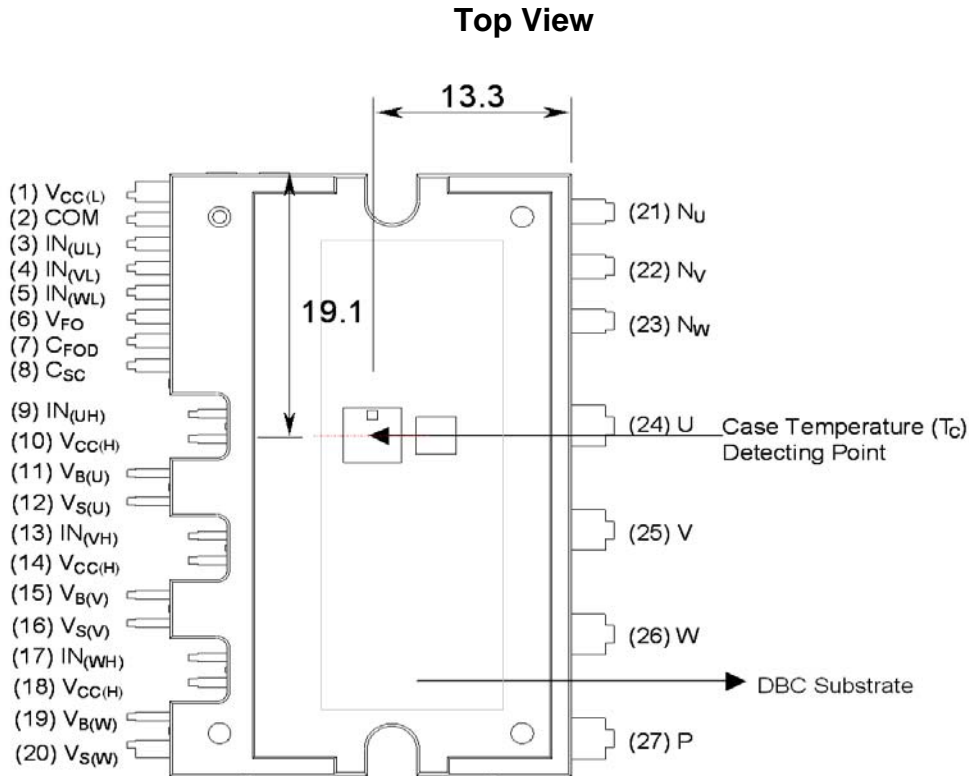 Top View
13.3
19.1
(1) VCC(L)
(2) COM
(3) IN(UL)
(4) IN(VL)
(5) IN(WL)
(6) VFO
(7) CFOD
(8) CSC
(9) IN(UH)
(10) VCC(H)
(11) VB(U)
(12) VS(U)
(13) IN(VH)
(14) VCC(H)
(15) VB(V)
(16) VS(V)
(17) IN(WH)
(18) VCC(H)
(19) VB(W)
(20) VS(W)
(21) NU
(22) NV
(23) NW
(24) U
Case Temperature (TC)
Detecting Point
(25) V
(26) W
DBC Substrate
(27) P